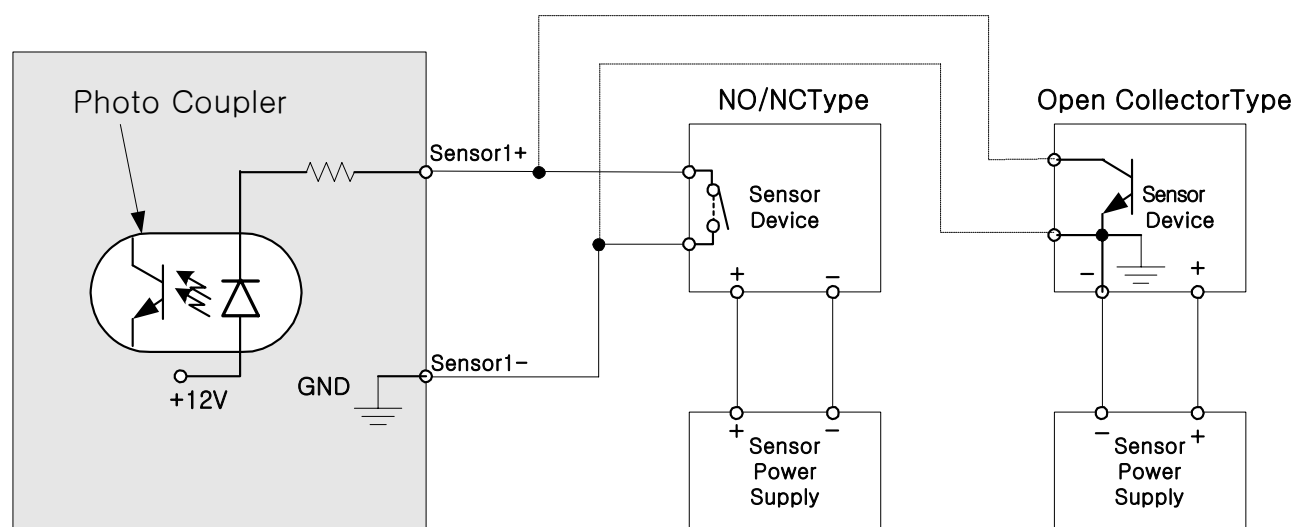 NO/NCType
Open CollectorType
Photo Coupler
Sensor1+
Sensor
Device
Sensor
Device
+
−
−
+
Sensor1−
GND
+12V
+
−
−
+
Sensor
Power
Supply
Sensor
Power
Supply